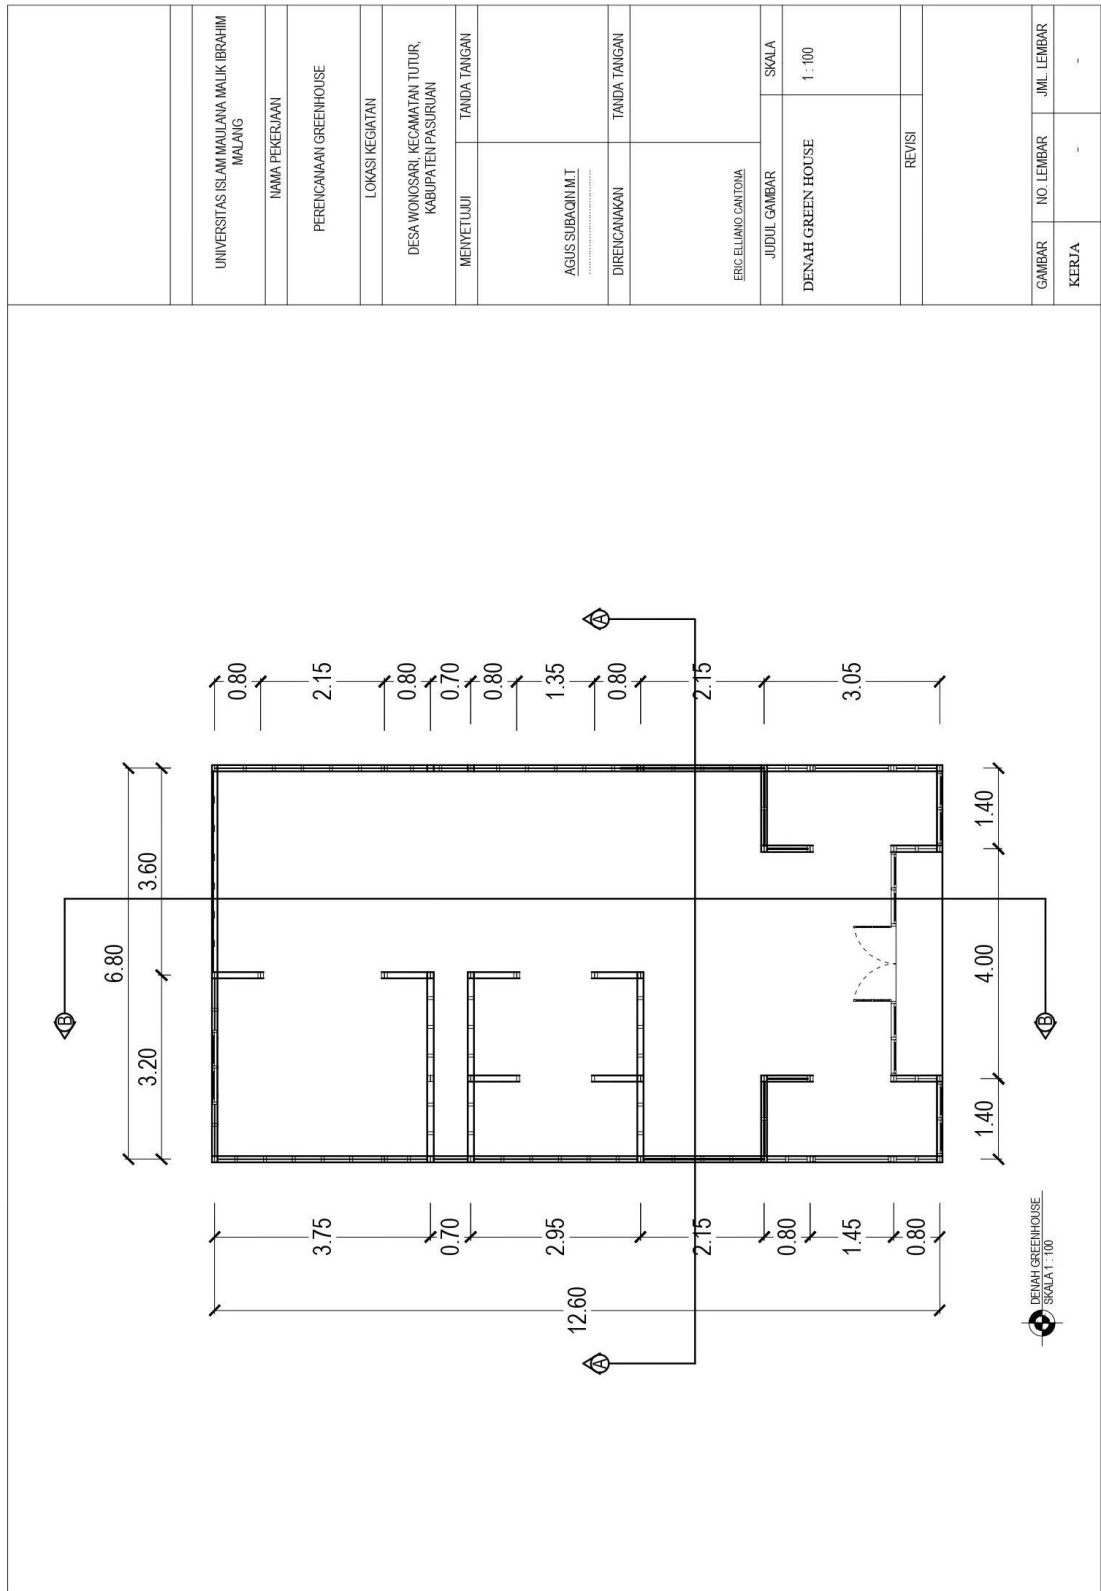 UNIVERSITAS ISLAM MAULANA MALIK IBRAHIM
MALANG
NAMA PEKERJAAN
PERENCANAAN GREENHOUSE
LOKASI KEGIATAN
DESA WONOSARI, KECAMATAN TUTUR,
KABUPATEN PASURUAN
MENYETUJUI
TANDA TANGAN
AGUS SUBAQIN M.T
DIRENCANAKAN
TANDA TANGAN
ERIC ELLIANO CANTONA
JUDUL GAMBAR
SKALA
DENAH GREEN HOUSE
1 : 100
REVISI
GAMBAR
NO. LEMBAR
JML. LEMBAR
KERJA
-
-
B
6.80
3.20
3.60
0.80
2.15
0.80
0.70
0.80
1.35
0.80
2.15
3.05
A
3.75
0.70
2.95
2.15
0.80
1.45
0.80
12.60
A
1.40
4.00
1.40
B
DENAH GREENHOUSE
SKALA 1 : 100